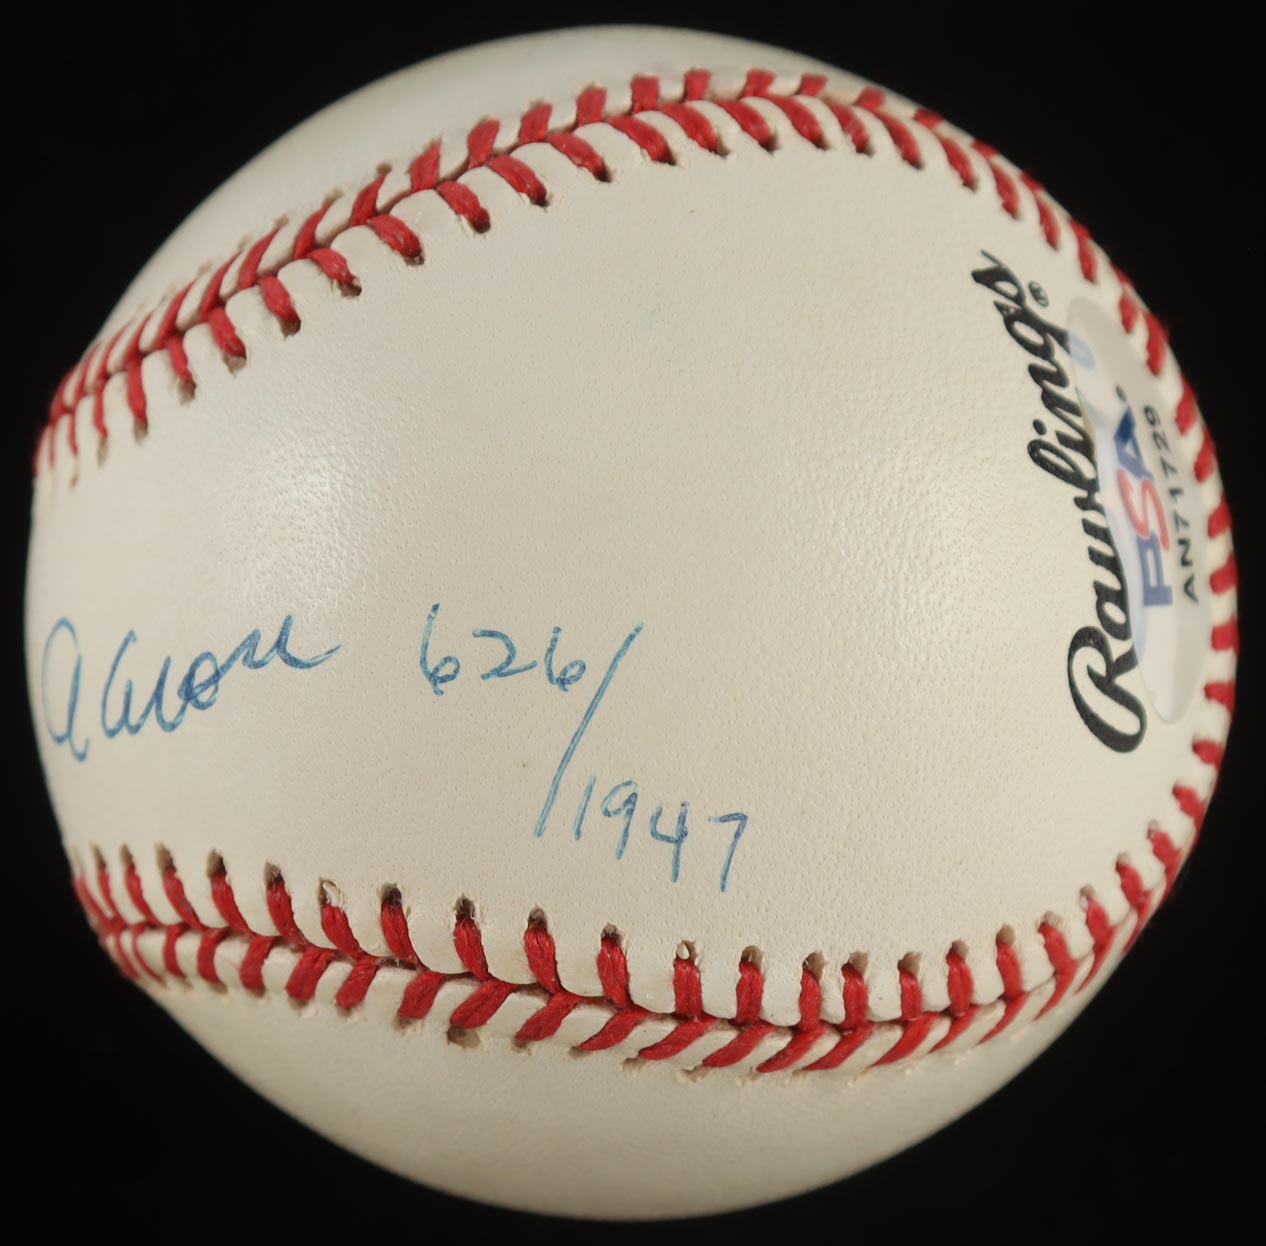 Aaron 626/
1947
Rawlings®
PSA
AN71729